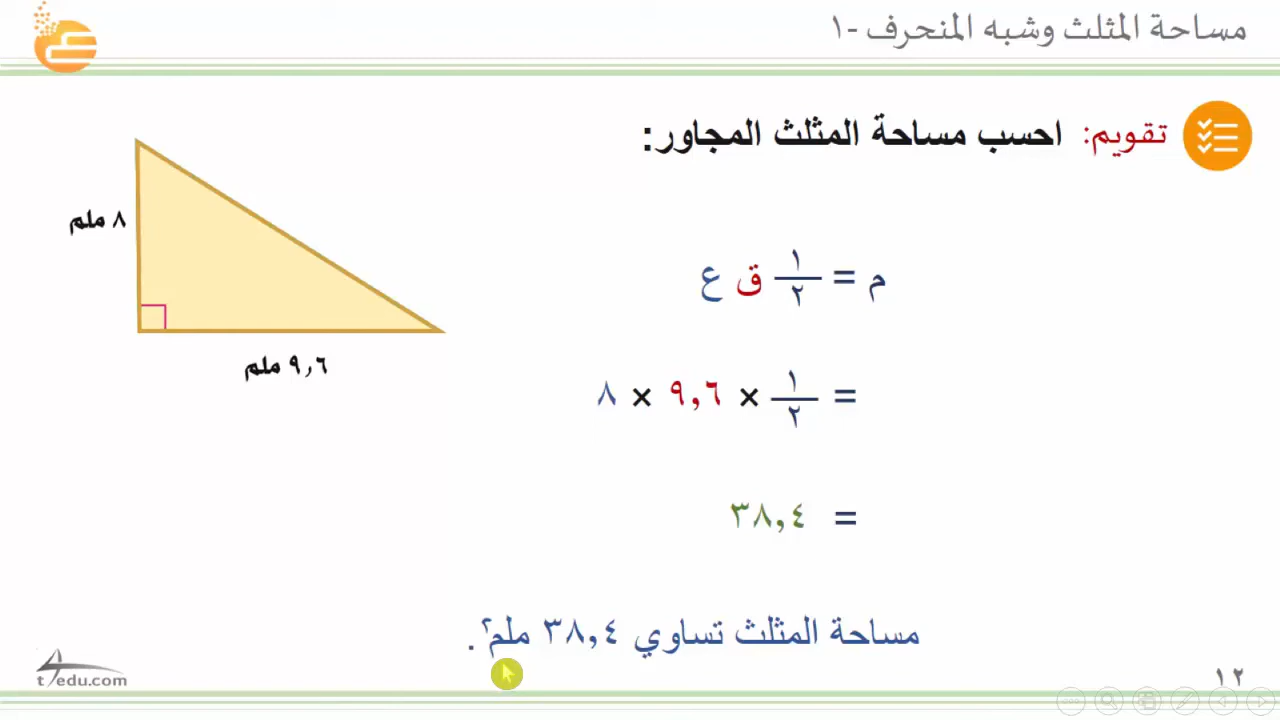 مساحة المثلث وشبه المنحرف -١
تقويم: احسب مساحة المثلث المجاور:
٨ ملم
٩,٦ ملم
م = ١/٢ ق ع
= ١/٢ × ٩,٦ × ٨
= ٣٨,٤
مساحة المثلث تساوي ٣٨,٤ ملم٢.
t4edu.com
١٢